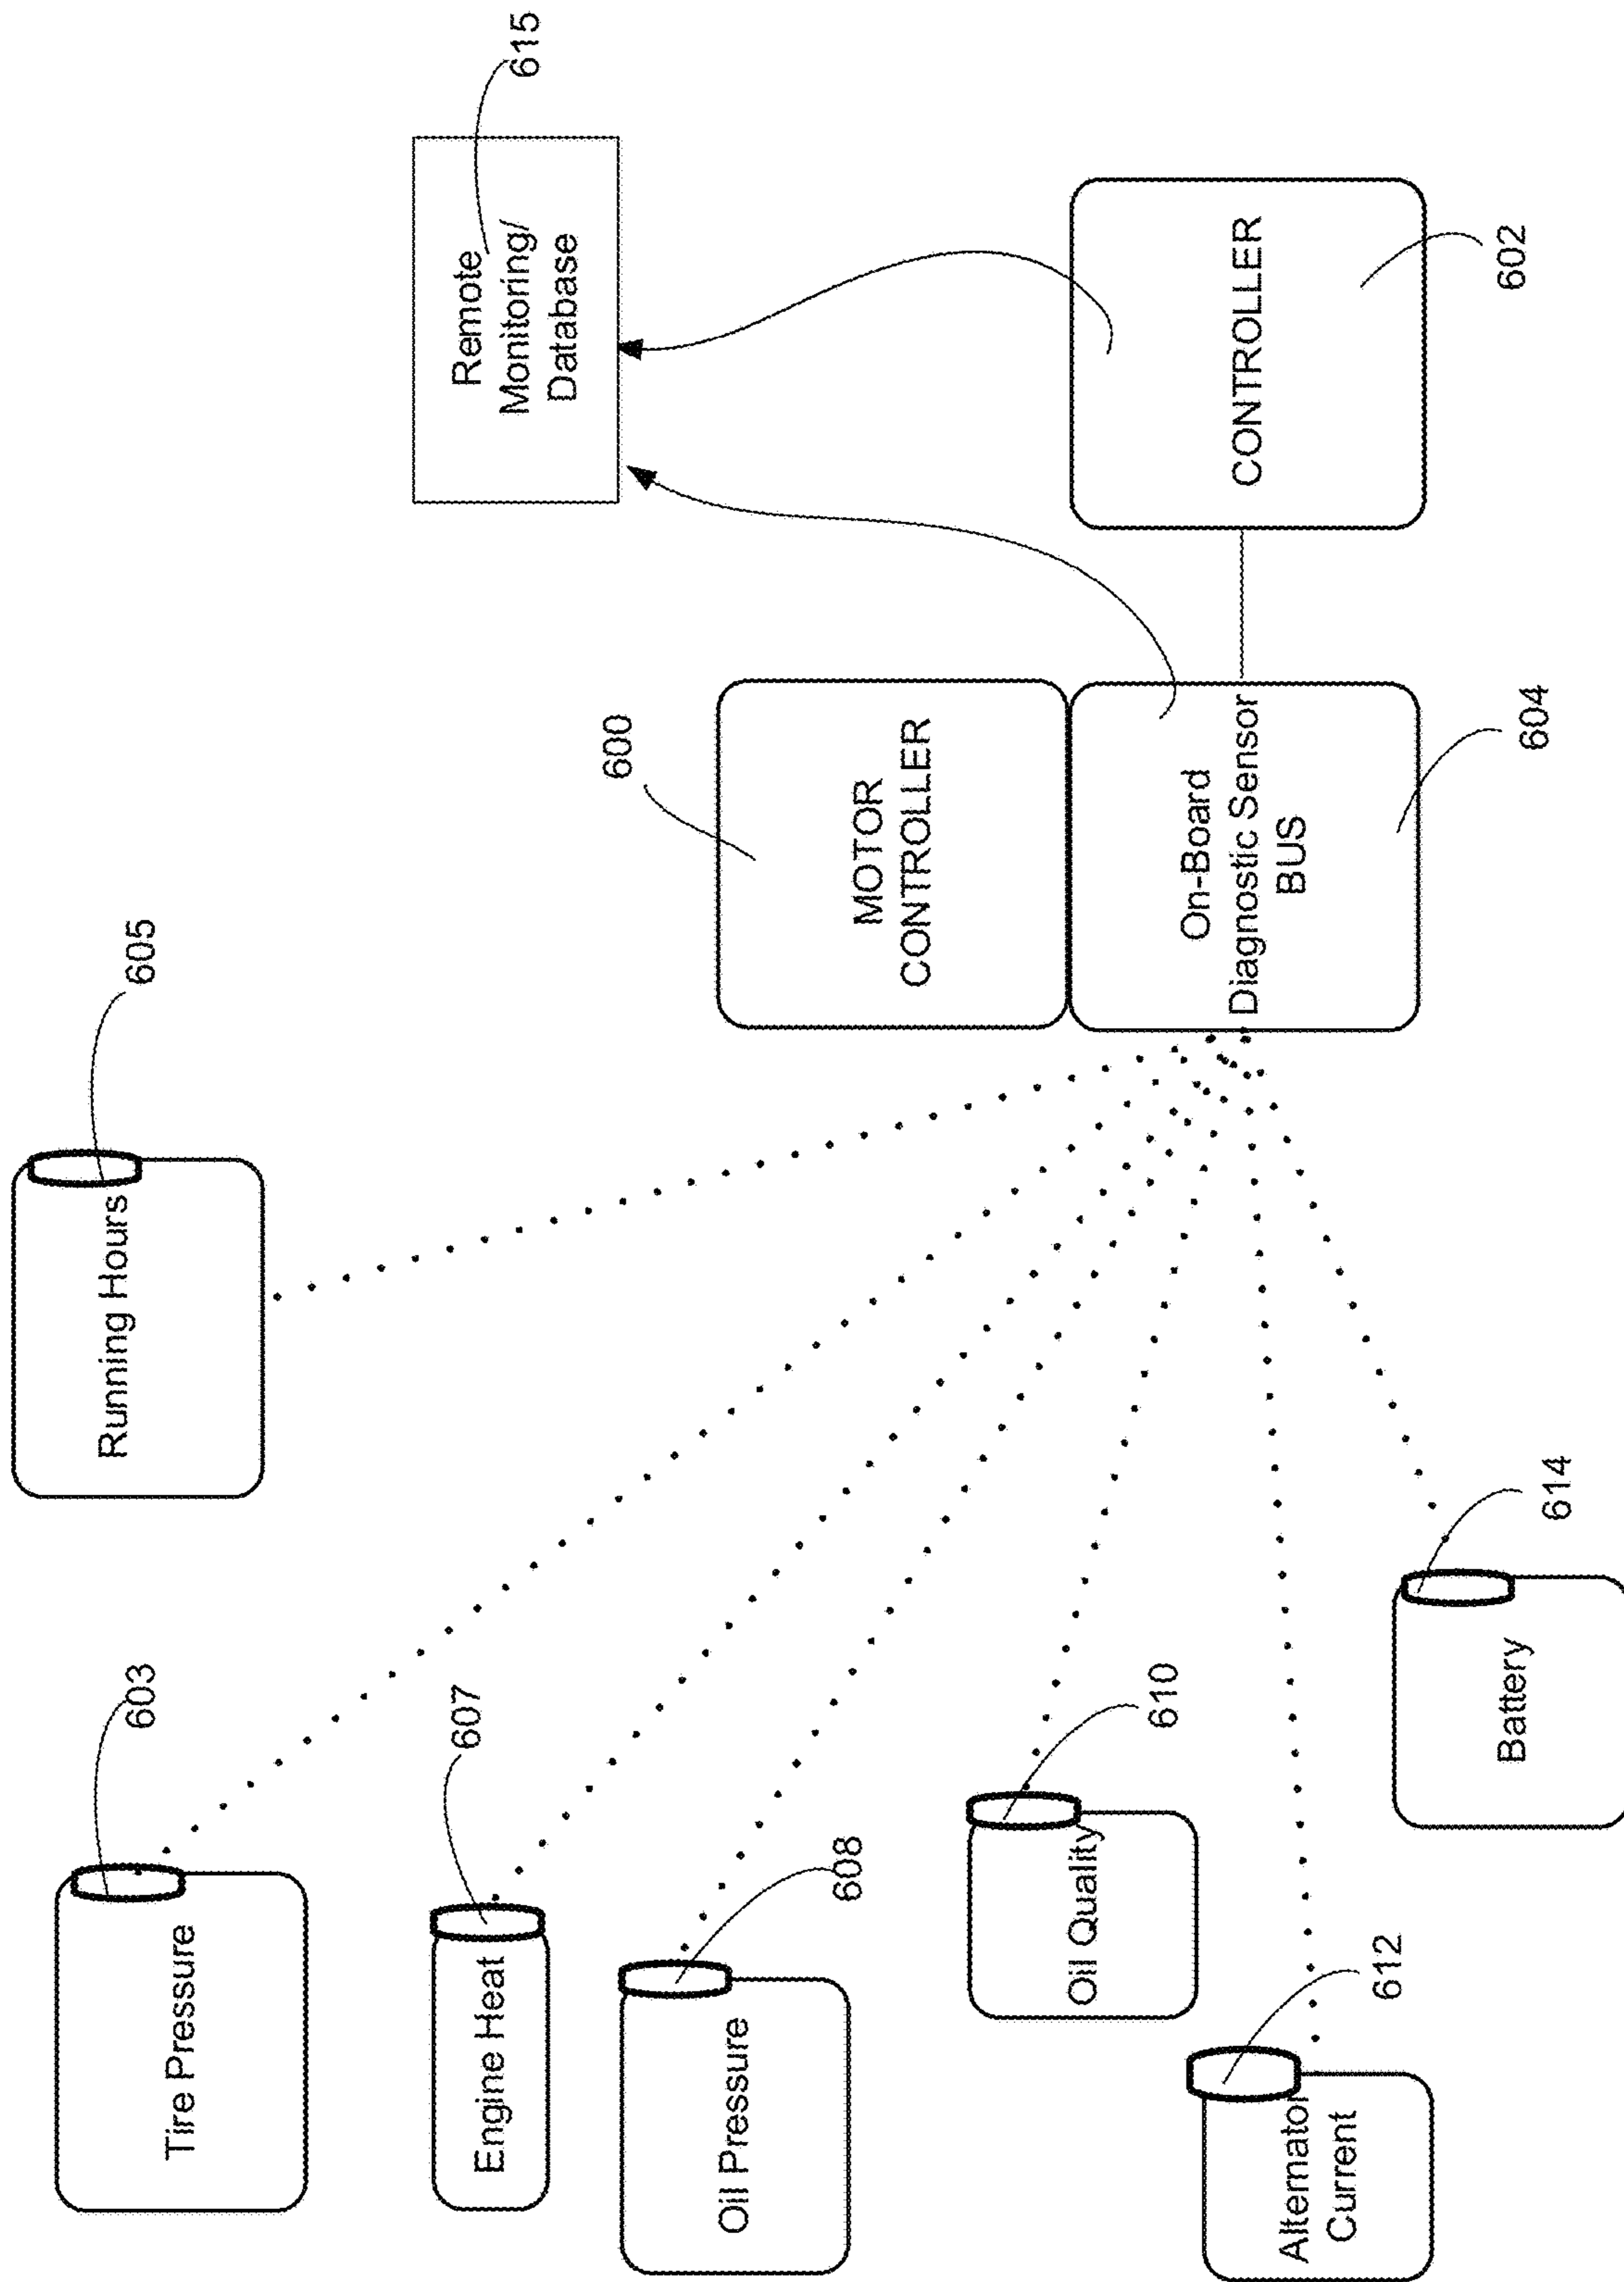 Tire Pressure
603
Running Hours
605
615
Remote
Monitoring/
Database
Engine Heat
607
600
Oil Pressure
608
MOTOR
CONTROLLER
Oil Quality
610
On-Board
Diagnostic Sensor
BUS
604
CONTROLLER
602
Alternator
Current
612
Battery
614